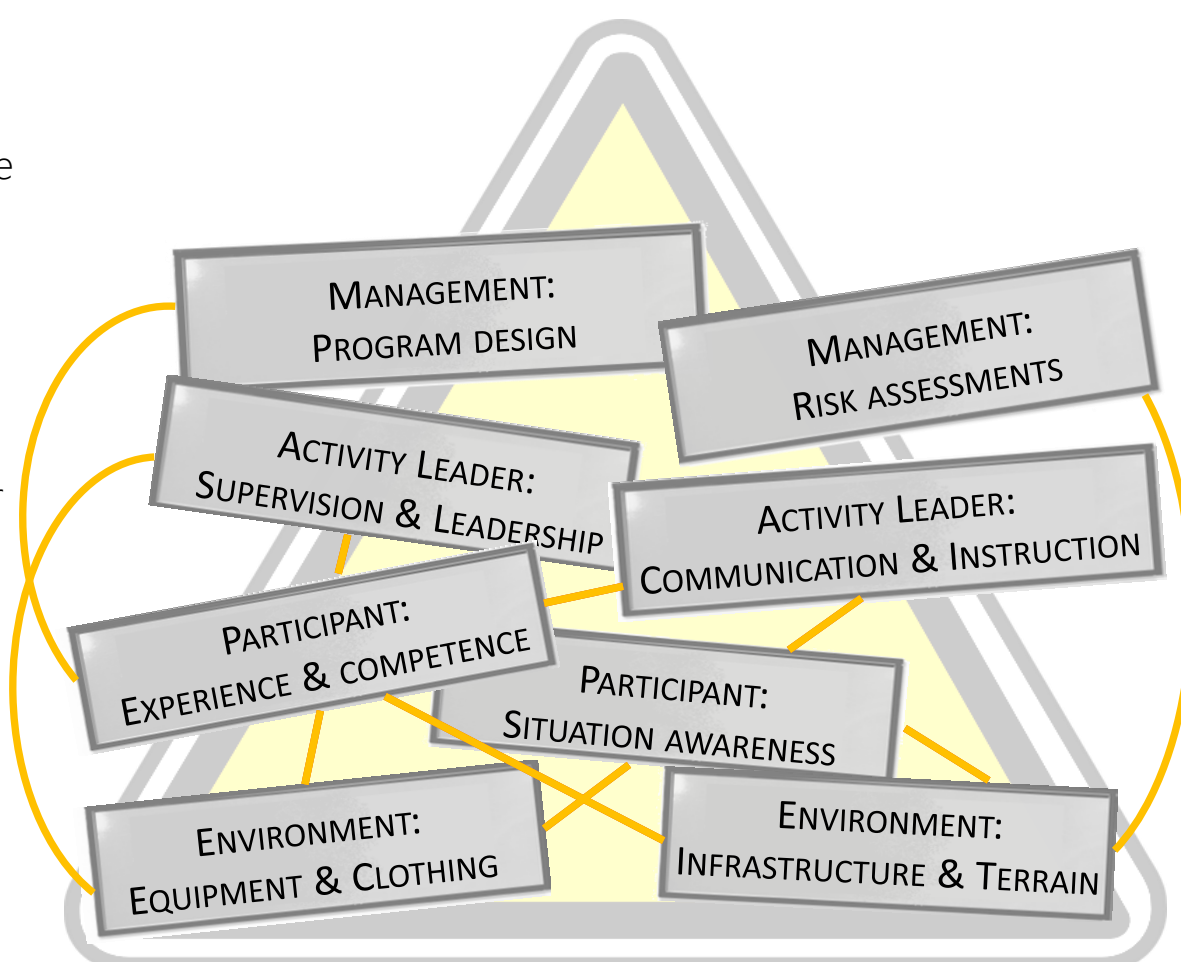 e
MANAGEMENT:
PROGRAM DESIGN
MANAGEMENT:
RISK ASSESSMENTS
ACTIVITY LEADER:
SUPERVISION & LEADERSHIP
ACTIVITY LEADER:
COMMUNICATION & INSTRUCTION
PARTICIPANT:
EXPERIENCE & COMPETENCE
PARTICIPANT:
SITUATION AWARENESS
ENVIRONMENT:
EQUIPMENT & CLOTHING
ENVIRONMENT:
INFRASTRUCTURE & TERRAIN